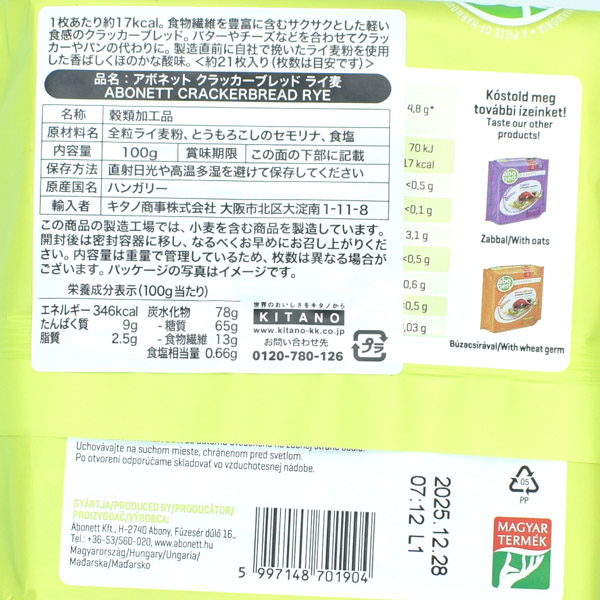 1枚あたり約17kcal。食物繊維を豊富に含むサクサクとした軽い
食感のクラッカーブレッド。バターやチーズなどを合わせてクラッ
カーやパンの代わりに。製造直前に自社で挽いたライ麦粉を使用
した香ばしくほのかな酸味。＜約21枚入り（枚数は目安です）＞
品名：アボネット クラッカーブレッド ライ麦
ABONETT CRACKERBREAD RYE
名称 穀類加工品
原材料名 全粒ライ麦粉、とうもろこしのセモリナ、食塩
内容量 100g 賞味期限 この面の下部に記載
保存方法 直射日光や高温多湿を避けて保存してください
原産国名 ハンガリー
輸入者 キタノ商事株式会社 大阪市北区大淀南1-11-8
この商品の製造工場では、小麦を含む商品を製造しています。
開封後は密封容器に移し、なるべくお早めにお召し上がりくだ
さい。内容量は重量で管理しているため、枚数は異なる場合が
ございます。パッケージの写真はイメージです。
栄養成分表示（100g当たり）
エネルギー 346kcal 炭水化物 78g
たんぱく質 9g - 糖質 65g
脂質 2.5g - 食物繊維 13g
食塩相当量 0.66g
世界のおいしさをキタノから
KITANO
www.kitano-kk.co.jp
お問い合わせ先
0120-780-126
プラ
4,8 g*
70 kJ
17 kcal
<0,5 g
<0,1 g
3,1 g
<0,5 g
0,6 g
<0,5 g
0,03 g
Kóstold meg
további ízeinket!
Taste our other
products!
Zabbal/With oats
Búzacsírával/With wheat germ
Uchovávajte na suchom mieste, chránenom pred svetlom.
Po otvorení odporúčame skladovať vo vzduchotesnej nádobe.
GYÁRTJA/PRODUCED BY/PRODUCĂTOR/
PROIZVOĐAČ/VÝROBCA:
Abonett Kft., H-2740 Abony, Füzesér dűlő 16.,
Tel.: +36-53/560-020, www.abonett.hu
Magyarország/Hungary/Ungaria/
Mađarska/Maďarsko
5 997148 701904
2025.12.28
07:12 L1
05
PP
MAGYAR
TERMÉK